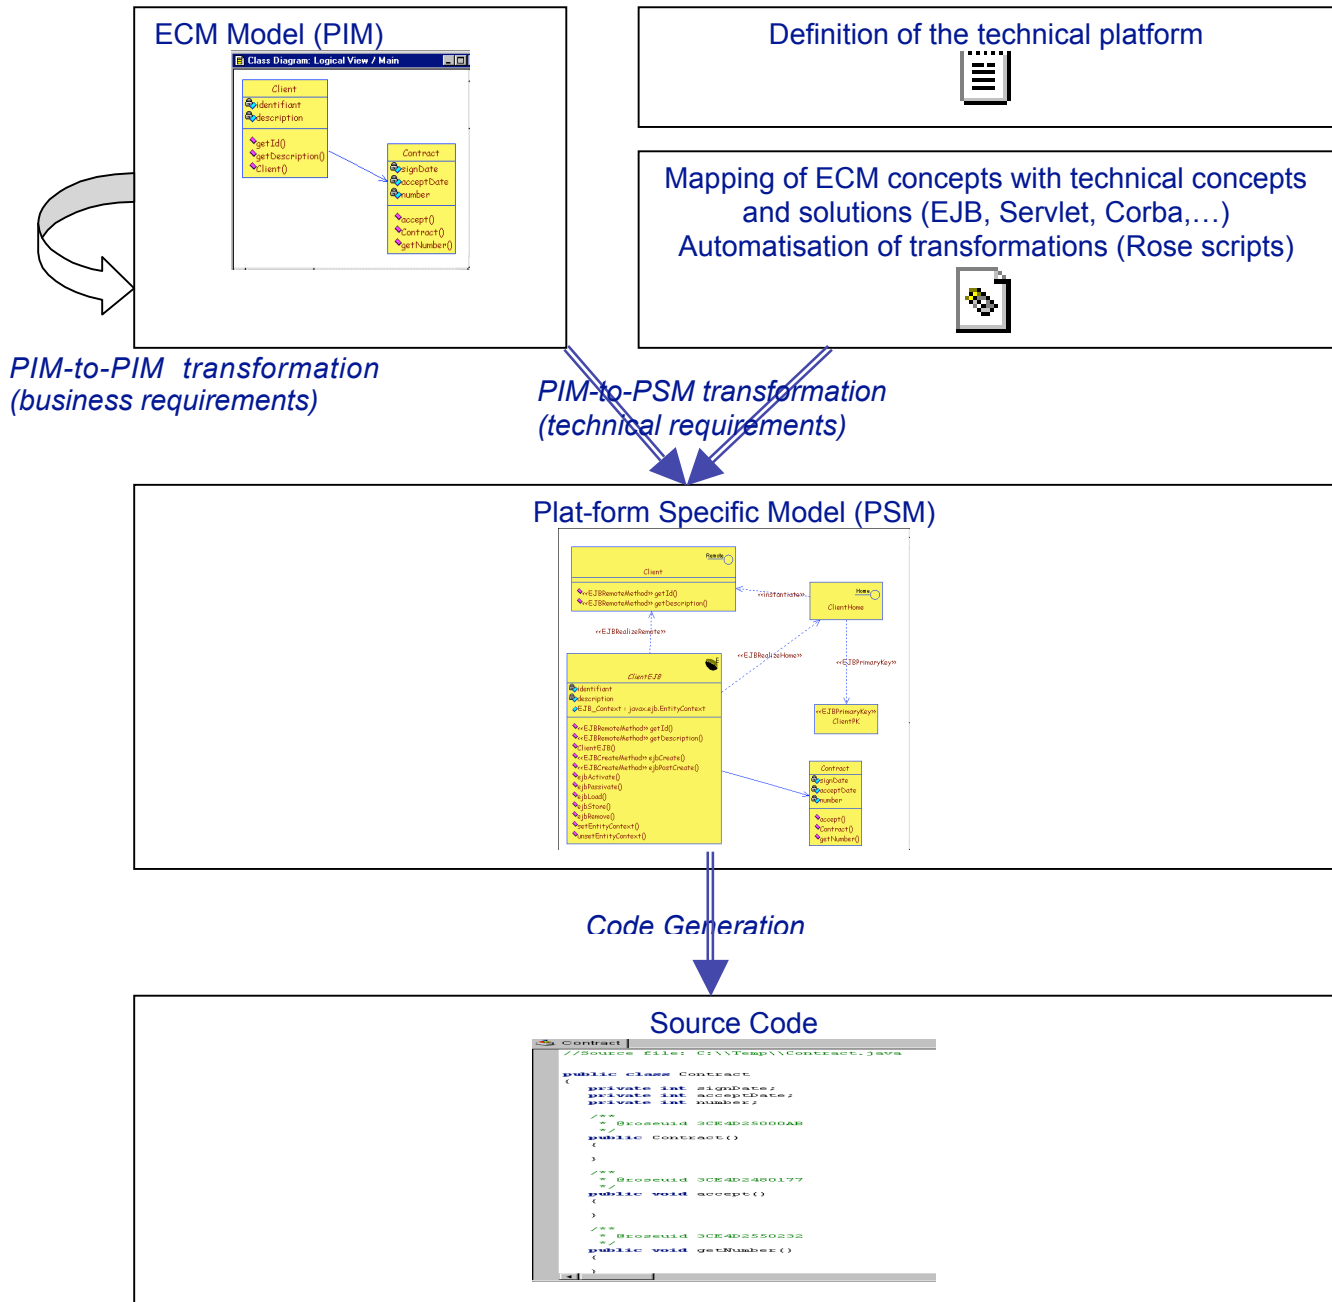 ECM Model (PIM)
Class Diagram: Logical View / Main
Client
identifiant
description
getId()
getDescription()
Client()
Contract
signDate
acceptDate
number
accept()
Contract()
getNumber()
Definition of the technical platform
Mapping of ECM concepts with technical concepts
and solutions (EJB, Servlet, Corba,…)
Automatisation of transformations (Rose scripts)
PIM-to-PIM transformation
(business requirements)
PIM-to-PSM transformation
(technical requirements)
Plat-form Specific Model (PSM)
Remote
Client
<<EJBRemoteMethod>> getId()
<<EJBRemoteMethod>> getDescription()
<<instantiate>>
Home
ClientHome
<<EJBRealizeRemote>>
<<EJBRealizeHome>>
<<EJBPrimaryKey>>
E
ClientEJB
identifiant
description
EJB_Context : javax.ejb.EntityContext
<<EJBRemoteMethod>> getId()
<<EJBRemoteMethod>> getDescription()
ClientEJB()
<<EJBCreateMethod>> ejbCreate()
<<EJBCreateMethod>> ejbPostCreate()
ejbActivate()
ejbPassivate()
ejbLoad()
ejbStore()
ejbRemove()
setEntityContext()
unsetEntityContext()
<<EJBPrimaryKey>>
ClientPK
Contract
signDate
acceptDate
number
accept()
Contract()
getNumber()
Code Generation
Source Code
Contract
//Source file: C:\\Temp\\Contract.java
public class Contract
{
private int signDate;
private int acceptDate;
private int number;
/**
* @roseuid 3CE4D25000AB
*/
public Contract()
{
}
/**
* @roseuid 3CE4D2460177
*/
public void accept()
{
}
/**
* @roseuid 3CE4D2550232
*/
public void getNumber()
{
}